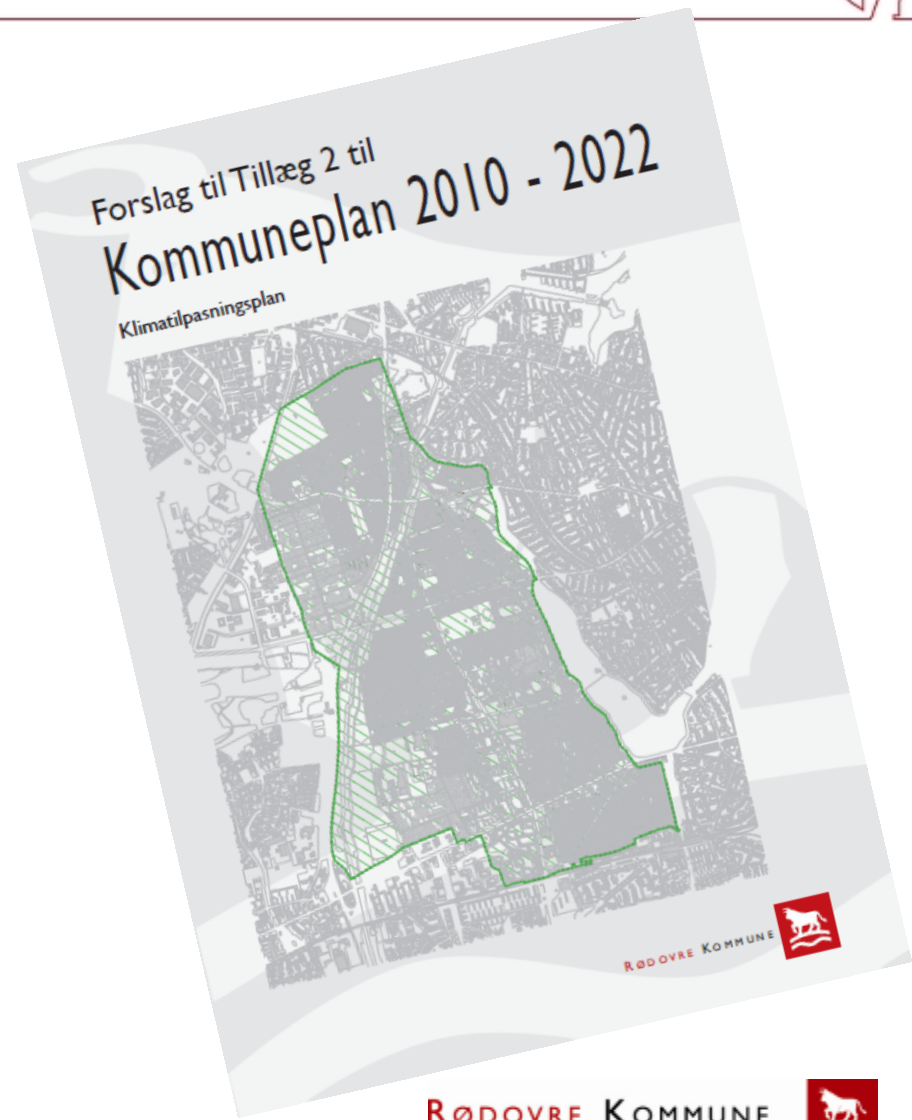 Forslag til Tillæg 2 til
Kommuneplan 2010 - 2022
Klimatilpasningsplan
RØDOVRE KOMMUNE
RØDOVRE KOMMUNE